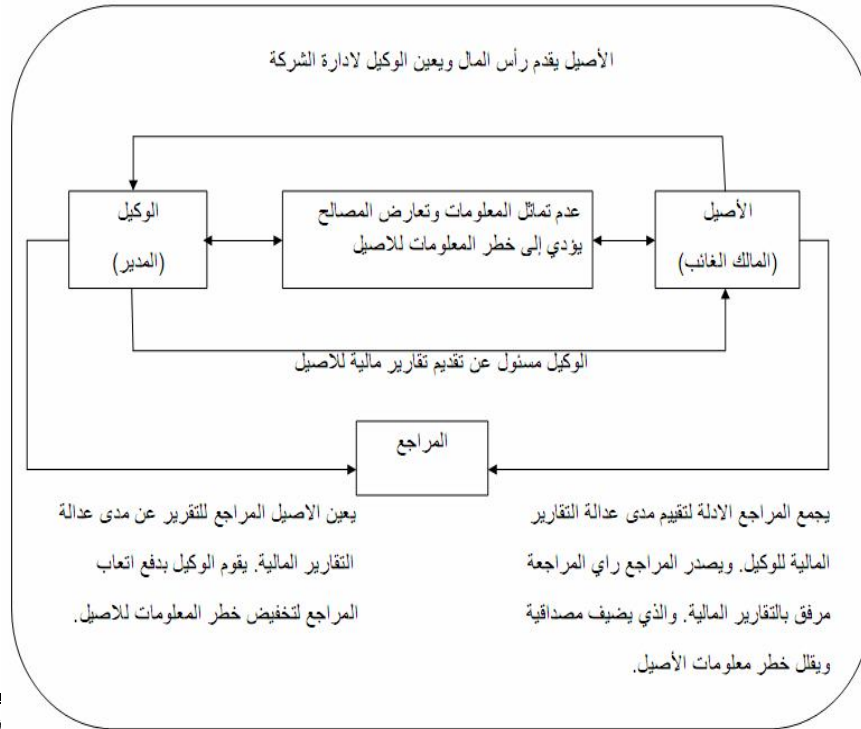 الأصيل يقدم رأس المال ويعين الوكيل لادارة الشركة
الأصيل
(المالك الغائب)
عدم تماثل المعلومات وتعارض المصالح
يؤدي إلى خطر المعلومات للاصيل
الوكيل
(المدير)
الوكيل مسئول عن تقديم تقارير مالية للاصيل
المراجع
يجمع المراجع الادلة لتقييم مدى عدالة التقارير
المالية للوكيل. ويصدر المراجع راي المراجعة
مرفق بالتقارير المالية. والذي يضيف مصداقية
ويقلل خطر معلومات الأصيل.
يعين الاصيل المراجع للتقرير عن مدى عدالة
التقارير المالية. يقوم الوكيل بدفع اتعاب
المراجع لتخفيض خطر المعلومات للاصيل.